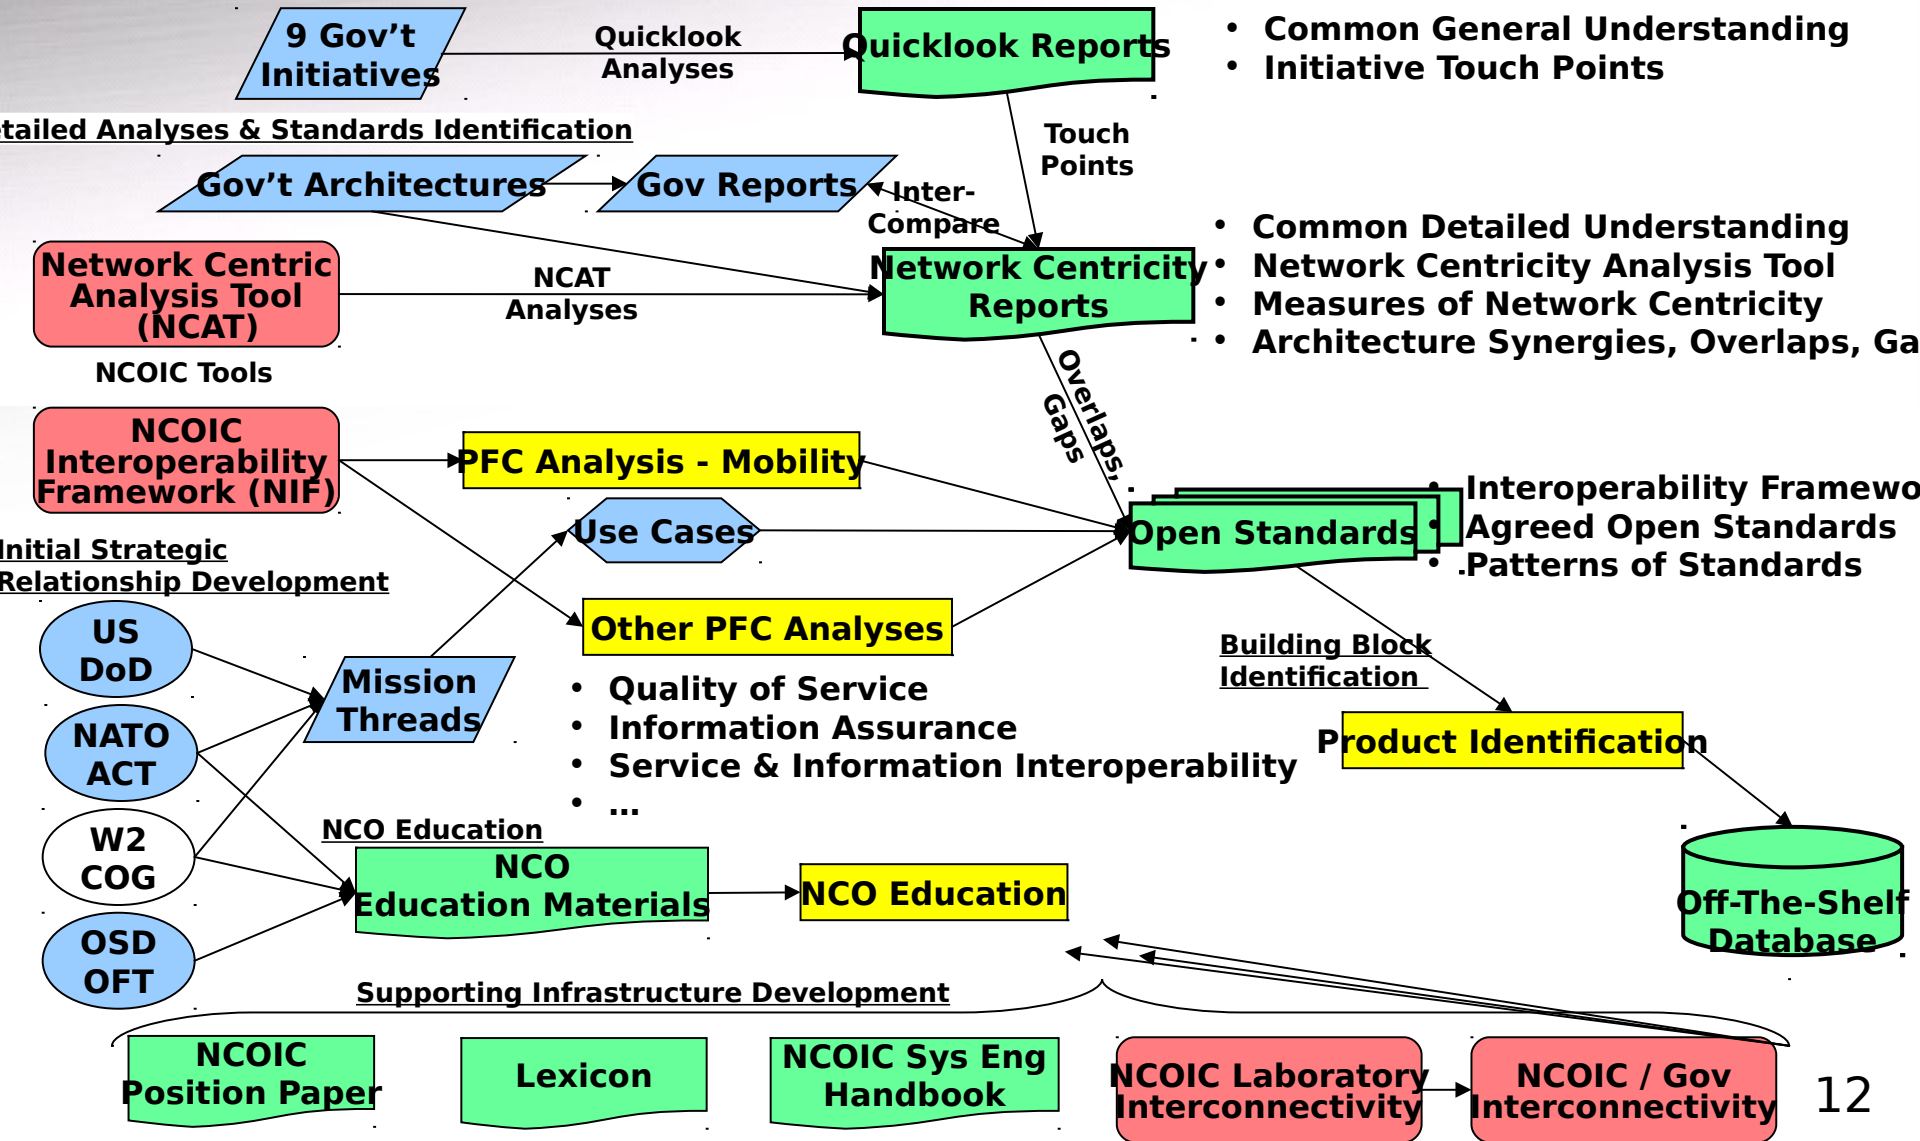 9 Gov’t
Initiatives
Quicklook
Analyses
Quicklook Reports
• Common General Understanding
• Initiative Touch Points
etailed Analyses & Standards Identification
Touch
Points
Gov’t Architectures
Gov Reports
Inter-
Compare
Network Centric
Analysis Tool
(NCAT)
NCAT
Analyses
Network Centricity
Reports
• Common Detailed Understanding
• Network Centricity Analysis Tool
• Measures of Network Centricity
• Architecture Synergies, Overlaps, Ga
NCOIC Tools
Overlaps,
Gaps
NCOIC
Interoperability
Framework (NIF)
PFC Analysis - Mobility
Use Cases
Open Standards
• Interoperability Framewo
• Agreed Open Standards
• Patterns of Standards
Initial Strategic
Relationship Development
Other PFC Analyses
US
DoD
Mission
Threads
• Quality of Service
• Information Assurance
• Service & Information Interoperability
• …
Building Block
Identification
Product Identification
NATO
ACT
W2
COG
OSD
OFT
NCO Education
NCO
Education Materials
NCO Education
Off-The-Shelf
Database
Supporting Infrastructure Development
NCOIC
Position Paper
Lexicon
NCOIC Sys Eng
Handbook
NCOIC Laboratory
Interconnectivity
NCOIC / Gov
Interconnectivity
12